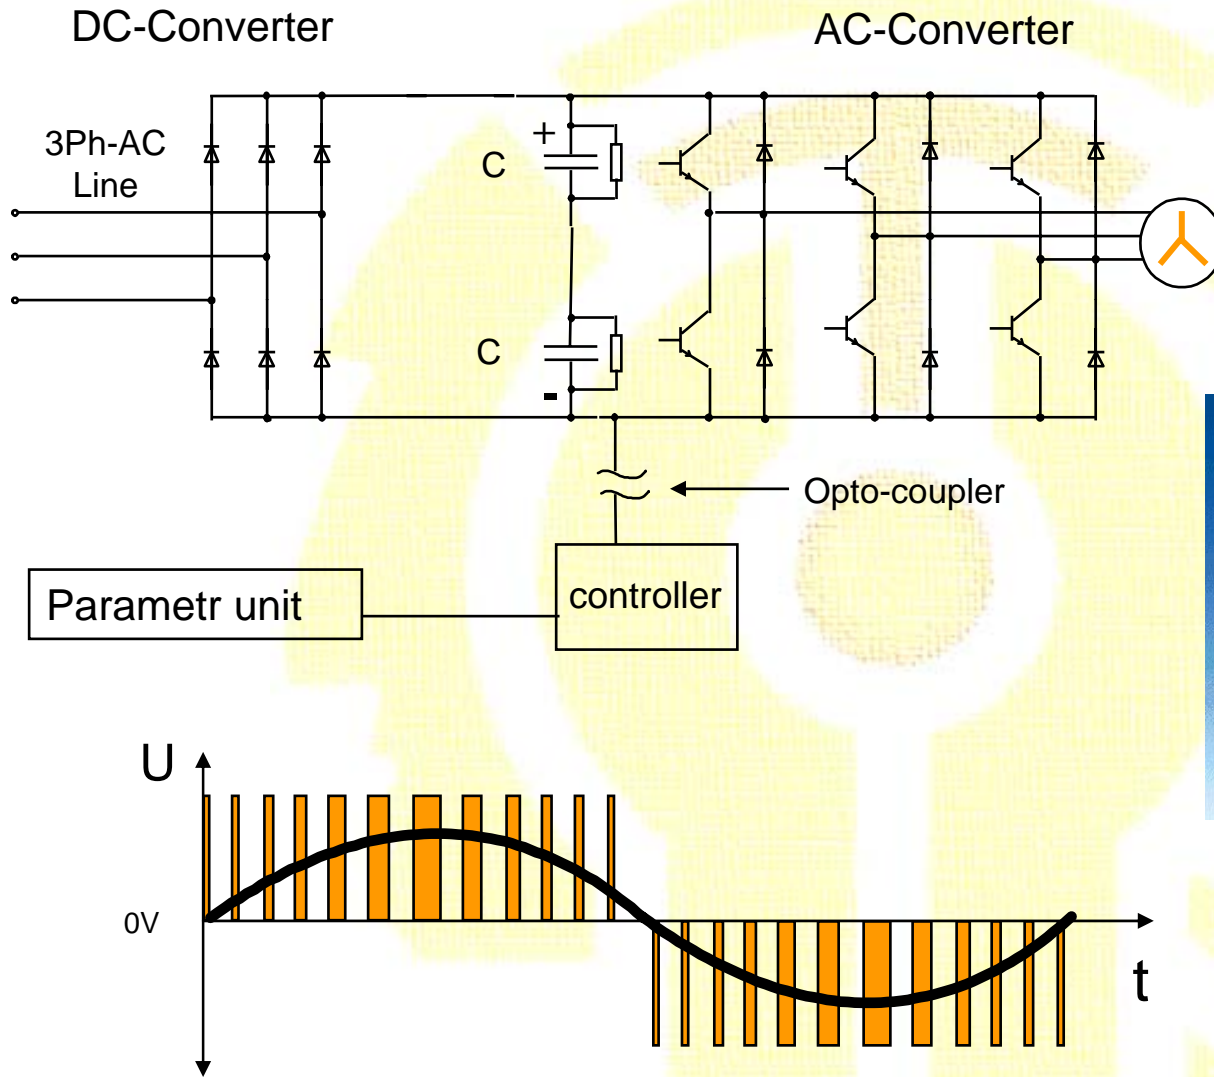 DC-Converter
AC-Converter
3Ph-AC
Line
+
C
C
-
Opto-coupler
controller
Parametr unit
U
0V
t